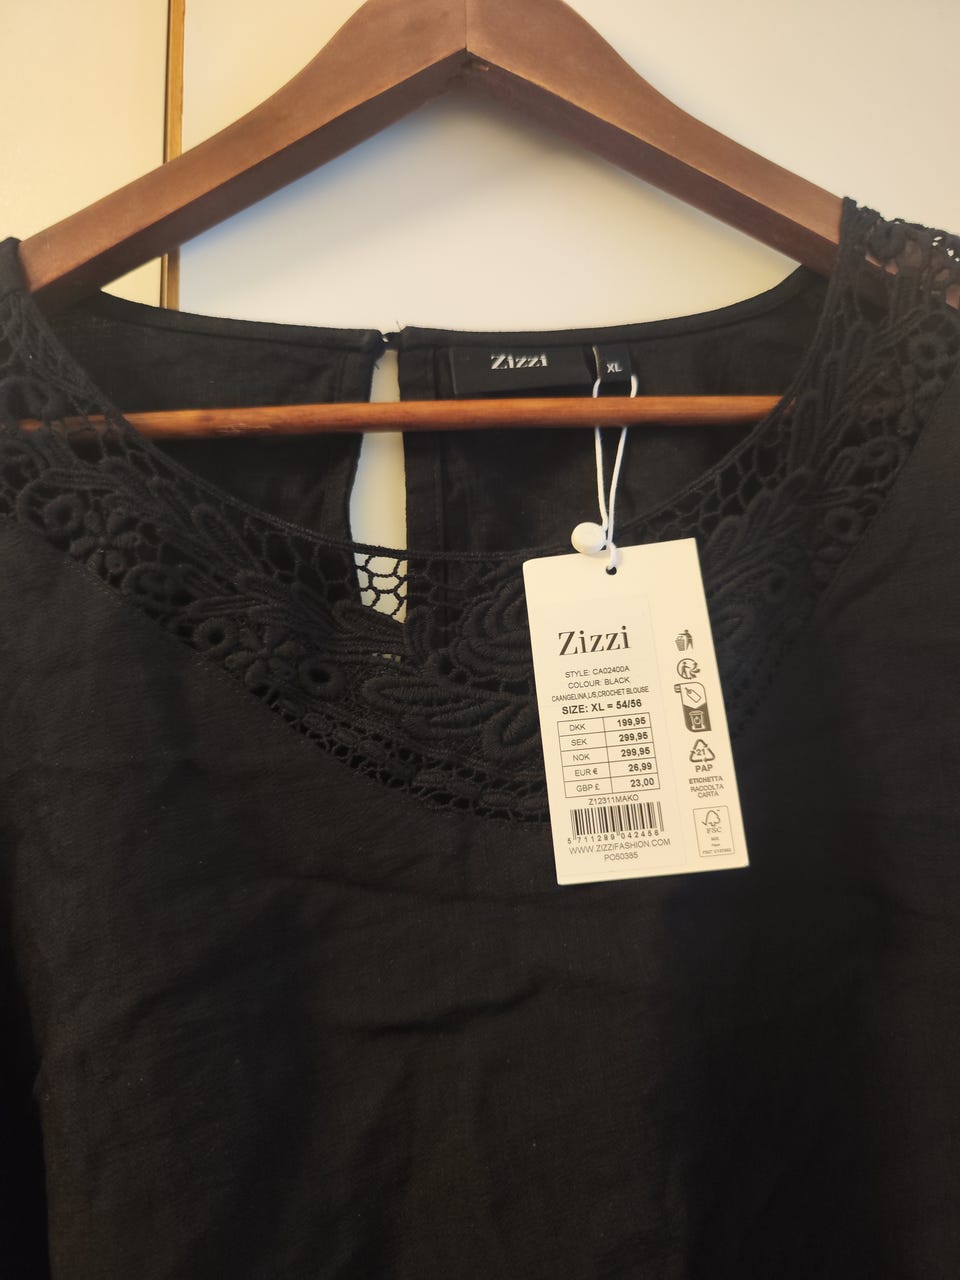 Zizzi
XL
Zizzi
STYLE: CA02400A
COLOUR: BLACK
CAANGELINA,L/S,CROCHET BLOUSE
SIZE: XL = 54/56
DKK 199,95
SEK 299,95
NOK 299,95
EUR € 26,99
GBP £ 23,00
Z12311MAKO
5 711289 042456
WWW.ZIZZIFASHION.COM
PO50385
21
PAP
ETICHETTA
RACCOLTA
CARTA
FSC